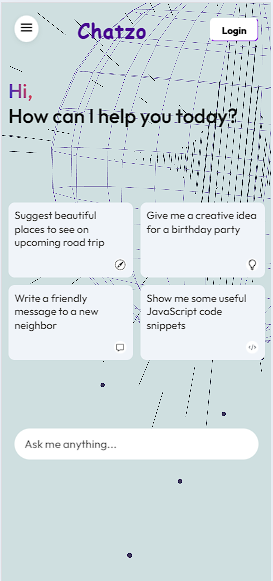 Chatzo
Login
Hi,
How can I help you today?
Suggest beautiful
places to see on
upcoming road trip
Give me a creative idea
for a birthday party
Write a friendly
message to a new
neighbor
Show me some useful
JavaScript code
snippets
Ask me anything...